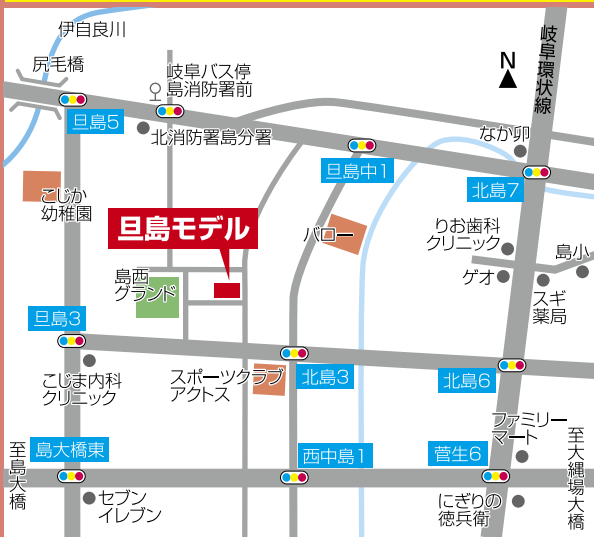 伊自良川
尻毛橋
岐阜バス停
島消防署前
岐阜環状線
N
旦島5
北消防署島分署
なか卯
旦島中1
北島7
こじか
幼稚園
旦島モデル
バロー
りお歯科
クリニック
島小
島西
グランド
ゲオ
スギ
薬局
旦島3
こじま内科
クリニック
スポーツクラブ
アクトス
北島3
北島6
ファミリー
マート
至島大橋
島大橋東
西中島1
菅生6
至大縄場大橋
セブン
イレブン
にぎりの
徳兵衛